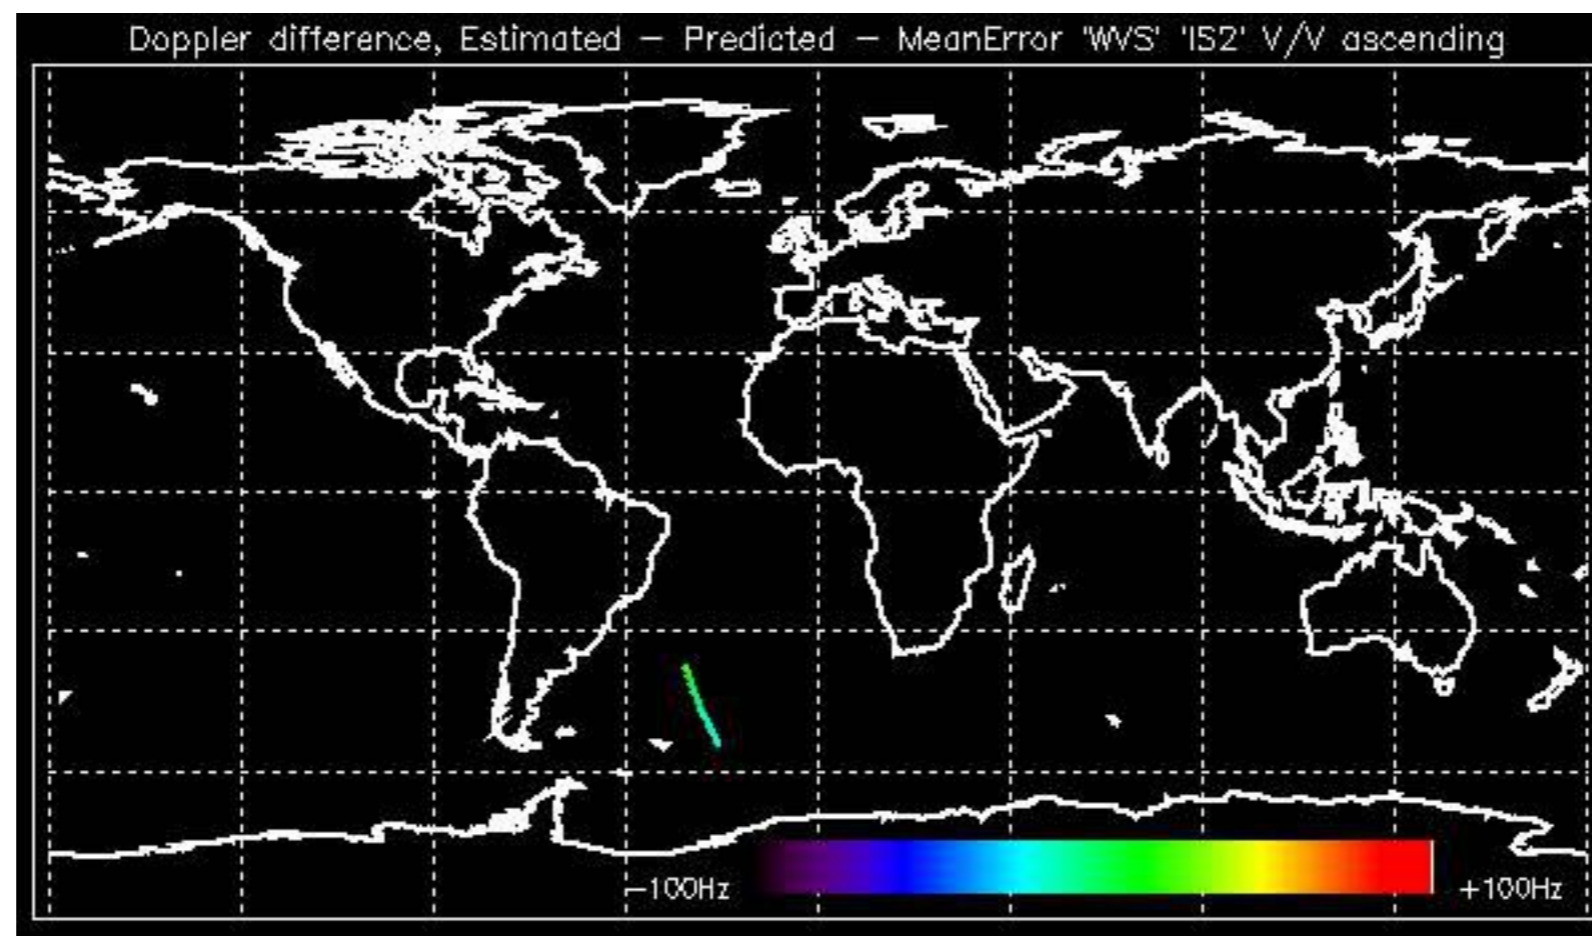 Doppler difference, Estimated – Predicted – MeanError 'WVS' 'IS2' V/V ascending
–100Hz
+100Hz